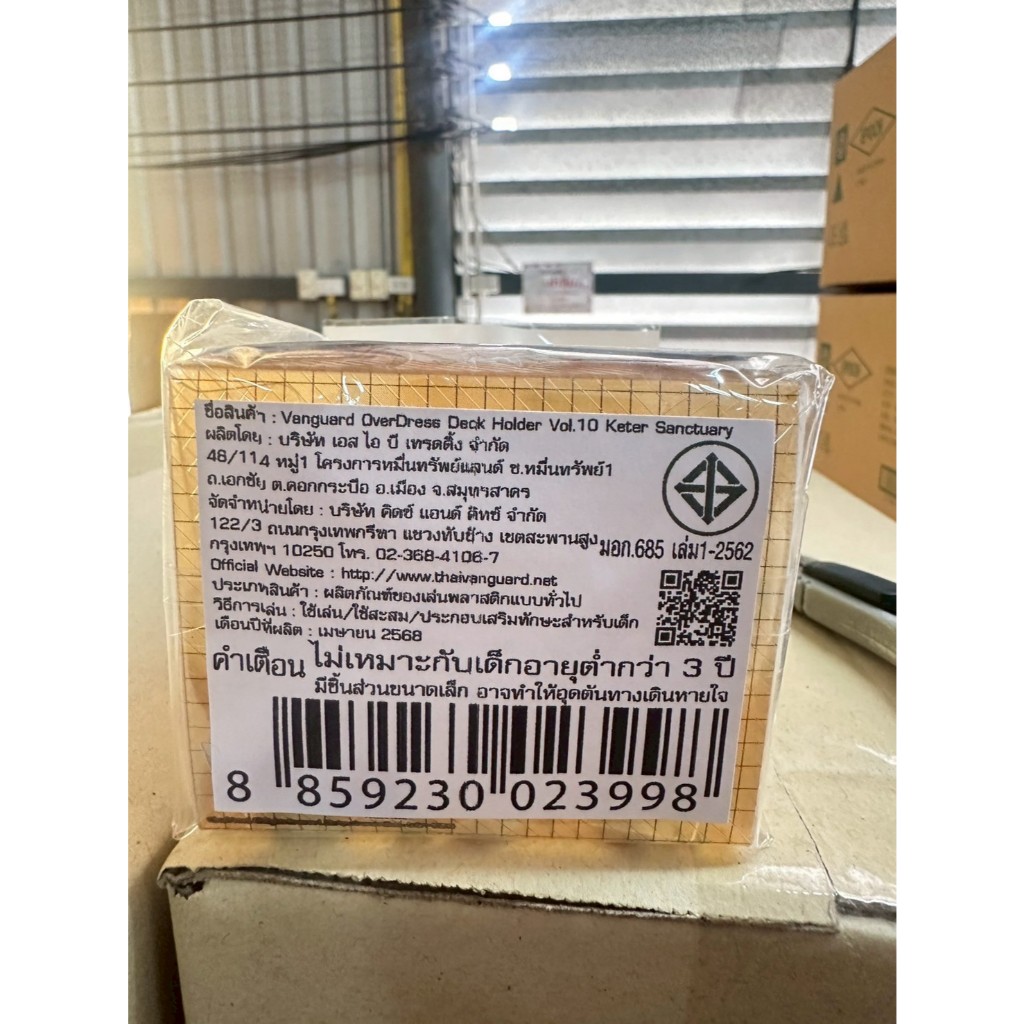 ชื่อสินค้า : Vanguard OverDress Deck Holder Vol.10 Keter Sanctuary
ผลิตโดย : บริษัท เอส ไอ บี เทรดดิ้ง จำกัด
48/114 หมู่1 โครงการหมื่นทรัพย์แลนด์ ซ.หมื่นทรัพย์1
ถ.เอกชัย ต.คอกกระบือ อ.เมือง จ.สมุทรสาคร
จัดจำหน่ายโดย : บริษัท คิดซ์ แอนด์ คิทซ์ จำกัด
122/3 ถนนกรุงเทพกรีฑา แขวงทับช้าง เขตสะพานสูง
กรุงเทพฯ 10250 โทร. 02-368-4106-7
มอก.685 เล่ม1-2562
Official Website : http://www.thaivanguard.net
ประเภทสินค้า : ผลิตภัณฑ์ของเล่นพลาสติกแบบทั่วไป
วิธีการเล่น : ใช้เล่น/ใช้สะสม/ประกอบเสริมทักษะสำหรับเด็ก
เดือนปีที่ผลิต : เมษายน 2568
คำเตือน ไม่เหมาะกับเด็กอายุต่ำกว่า 3 ปี
มีชิ้นส่วนขนาดเล็ก อาจทำให้อุดตันทางเดินหายใจ
8 859230 023998